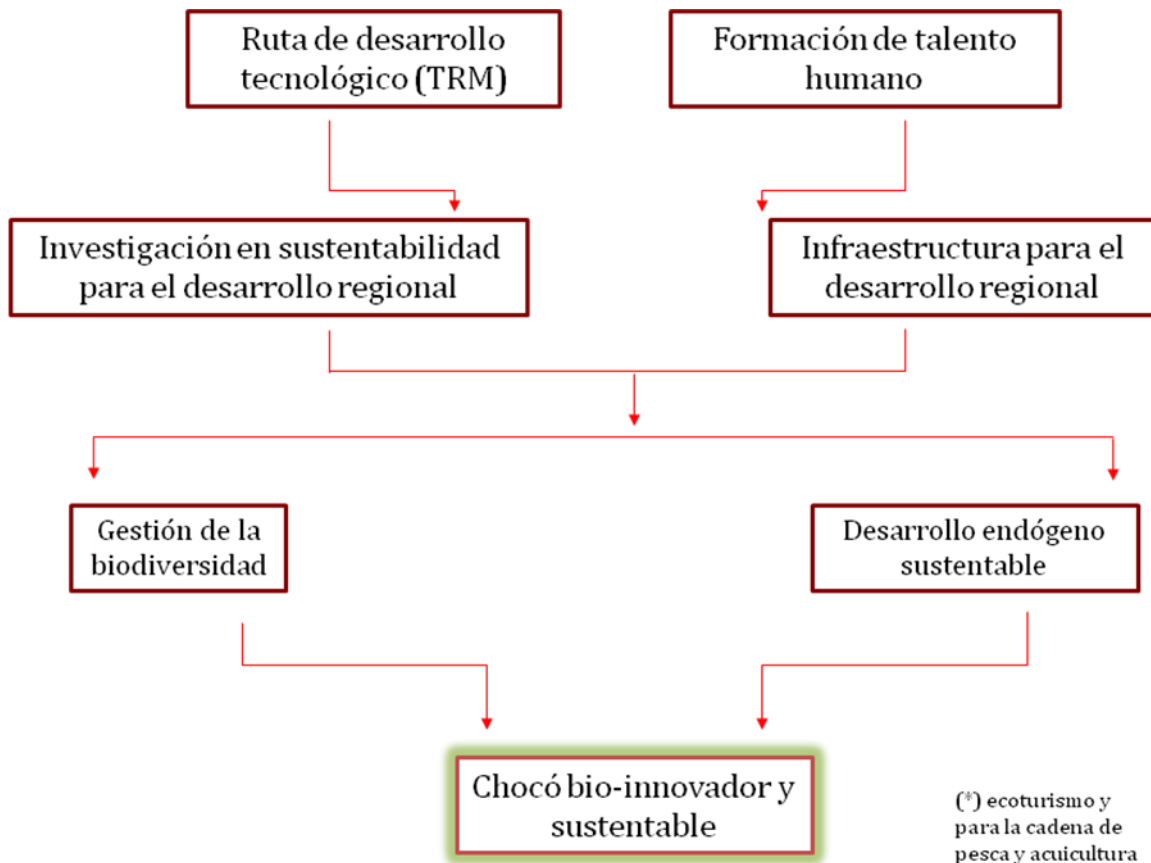 Ruta de desarrollo
tecnológico (TRM)
Formación de talento
humano
Investigación en sustentabilidad
para el desarrollo regional
Infraestructura para el
desarrollo regional
Gestión de la
biodiversidad
Desarrollo endógeno
sustentable
Chocó bio-innovador y
sustentable
(*) ecoturismo y
para la cadena de
pesca y acuicultura